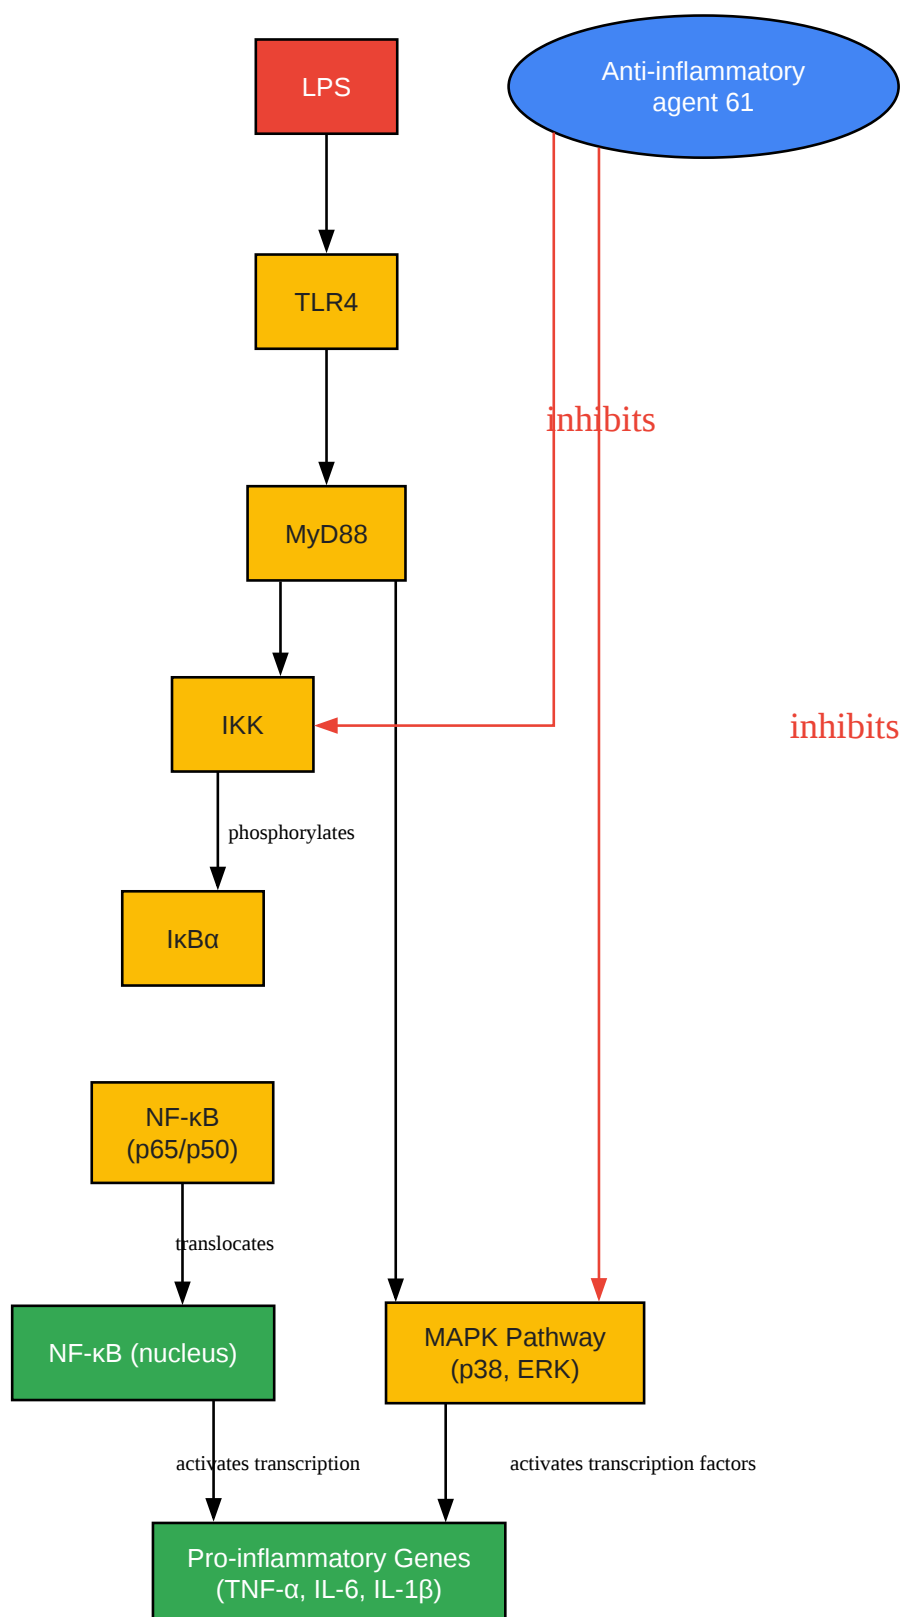 LPS
Anti-inflammatory
agent 61
TLR4
inhibits
MyD88
IKK
inhibits
phosphorylates
IκBα
NF-κB
(p65/p50)
translocates
NF-κB (nucleus)
MAPK Pathway
(p38, ERK)
activates transcription
activates transcription factors
Pro-inflammatory Genes
(TNF-α, IL-6, IL-1β)